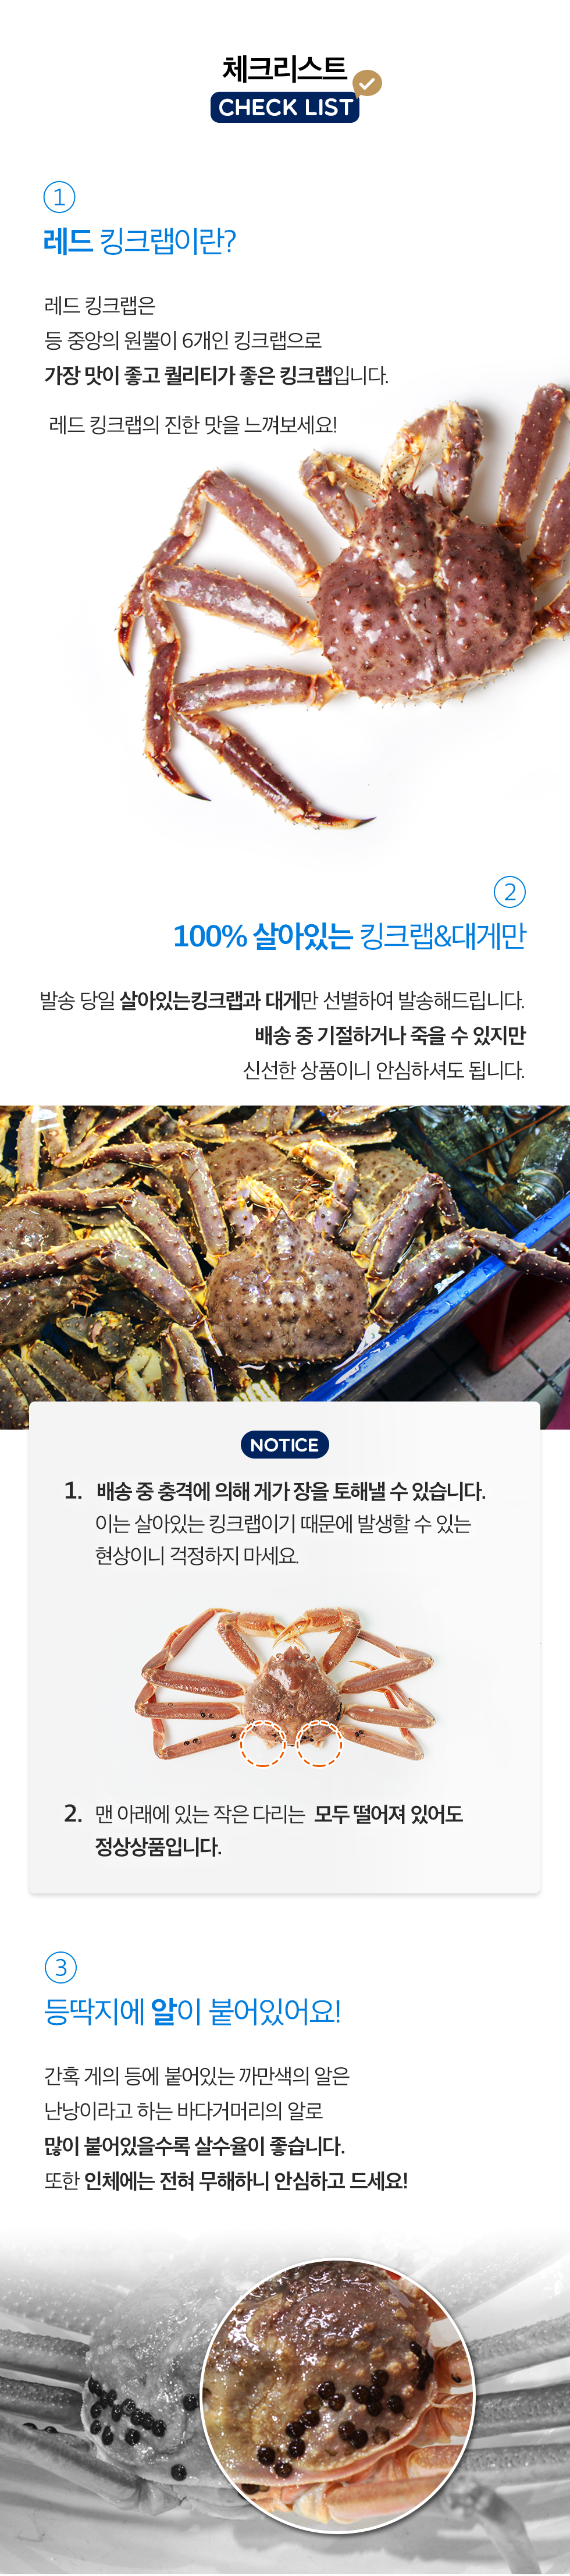 체크리스트
CHECK LIST
1
레드 킹크랩이란?
레드 킹크랩은
등 중앙의 원뿔이 6개인 킹크랩으로
가장 맛이 좋고 퀄리티가 좋은 킹크랩입니다.
레드 킹크랩의 진한 맛을 느껴보세요!
2
100% 살아있는 킹크랩&대게만
발송 당일 살아있는킹크랩과 대게만 선별하여 발송해드립니다.
배송 중 기절하거나 죽을 수 있지만
신선한 상품이니 안심하셔도 됩니다.
NOTICE
1. 배송 중 충격에 의해 게가 장을 토해낼 수 있습니다.
이는 살아있는 킹크랩이기 때문에 발생할 수 있는
현상이니 걱정하지 마세요.
2. 맨 아래에 있는 작은 다리는 모두 떨어져 있어도
정상상품입니다.
3
등딱지에 알이 붙어있어요!
간혹 게의 등에 붙어있는 까만색의 알은
난낭이라고 하는 바다거머리의 알로
많이 붙어있을수록 살수율이 좋습니다.
또한 인체에는 전혀 무해하니 안심하고 드세요!